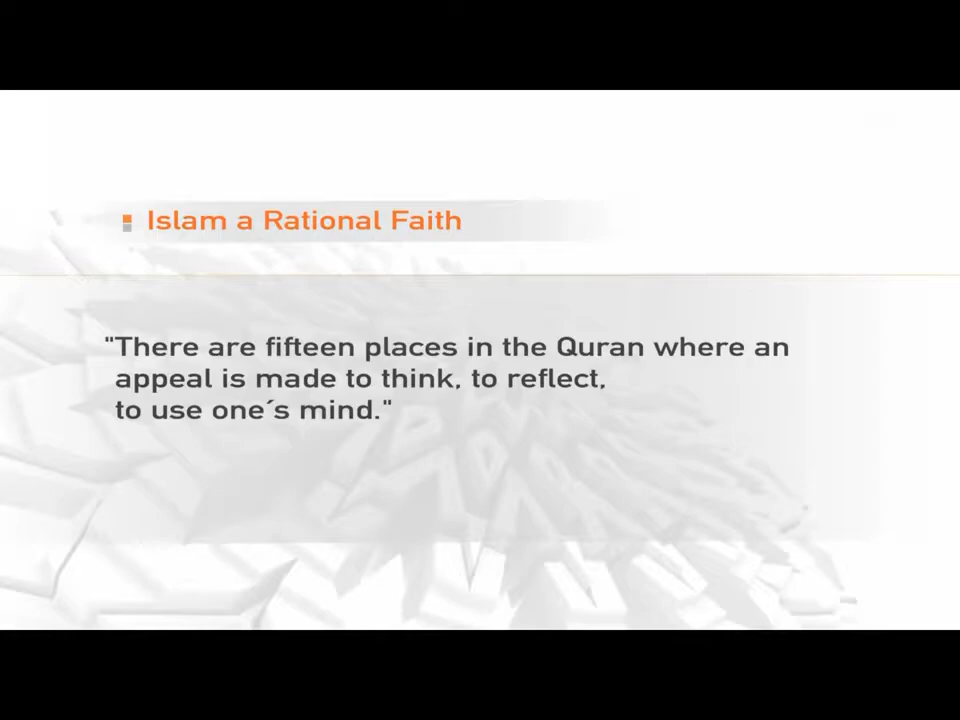 Islam a Rational Faith
"There are fifteen places in the Quran where an
appeal is made to think, to reflect,
to use one´s mind."